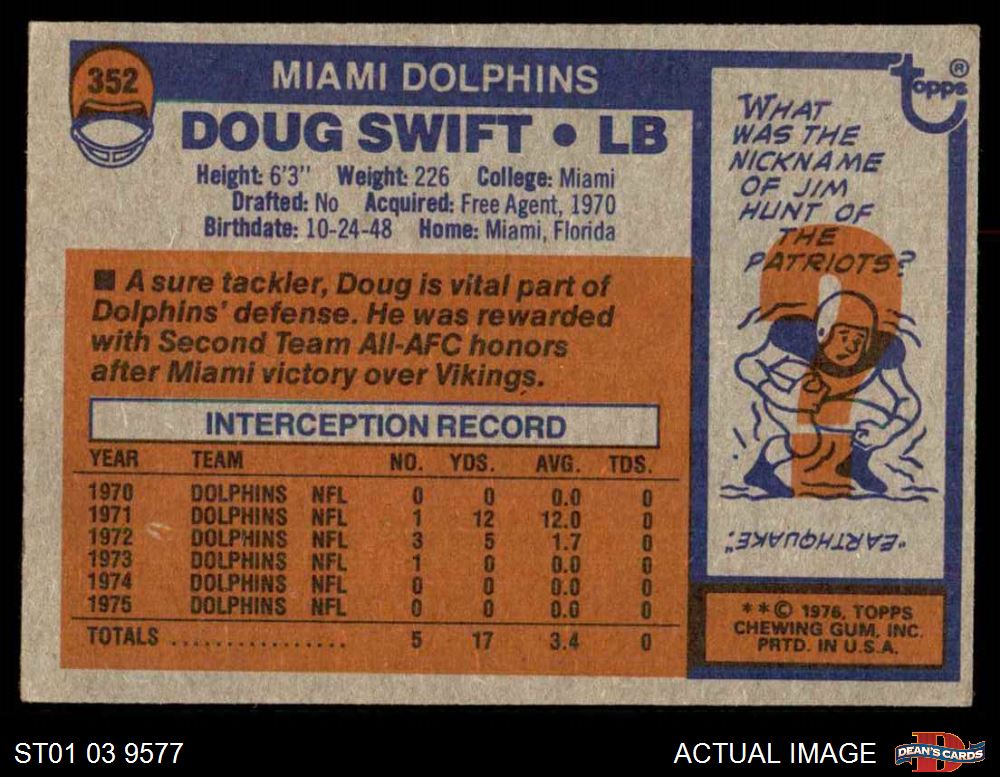 352
MIAMI DOLPHINS
DOUG SWIFT • LB
Height: 6'3" Weight: 226 College: Miami
Drafted: No Acquired: Free Agent, 1970
Birthdate: 10-24-48 Home: Miami, Florida
■ A sure tackler, Doug is vital part of
Dolphins' defense. He was rewarded
with Second Team All-AFC honors
after Miami victory over Vikings.
INTERCEPTION RECORD
YEAR TEAM NO. YDS. AVG. TDS.
1970 DOLPHINS NFL 0 0 0.0 0
1971 DOLPHINS NFL 1 12 12.0 0
1972 DOLPHINS NFL 3 5 1.7 0
1973 DOLPHINS NFL 1 0 0.0 0
1974 DOLPHINS NFL 0 0 0.0 0
1975 DOLPHINS NFL 0 0 0.0 0
TOTALS ................ 5 17 3.4 0
topps ®
WHAT
WAS THE
NICKNAME
OF JIM
HUNT OF
THE
PATRIOTS?
"EARTHQUAKE."
**© 1976, TOPPS
CHEWING GUM, INC.
PRTD. IN U.S.A.
ST01 03 9577
ACTUAL IMAGE
D
DEAN'S CARDS